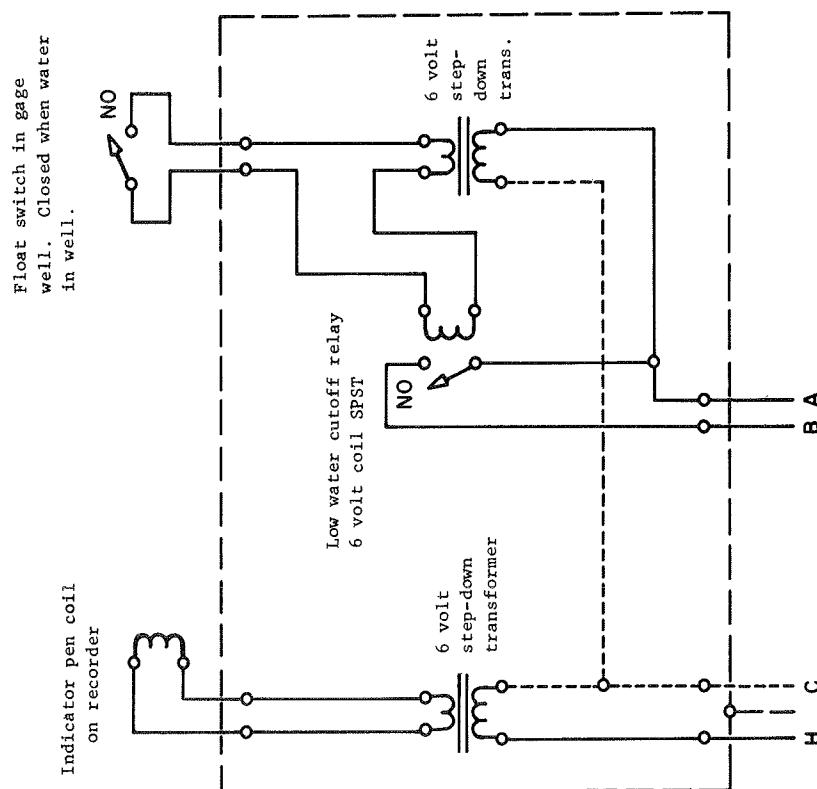 Float switch in gage
well. Closed when water
in well.
NO
Indicator pen coil
on recorder
Low water cutoff relay
6 volt coil SPST
NO
6 volt
step-down
transformer
6 volt
step-
down
trans.
H
C
B
A